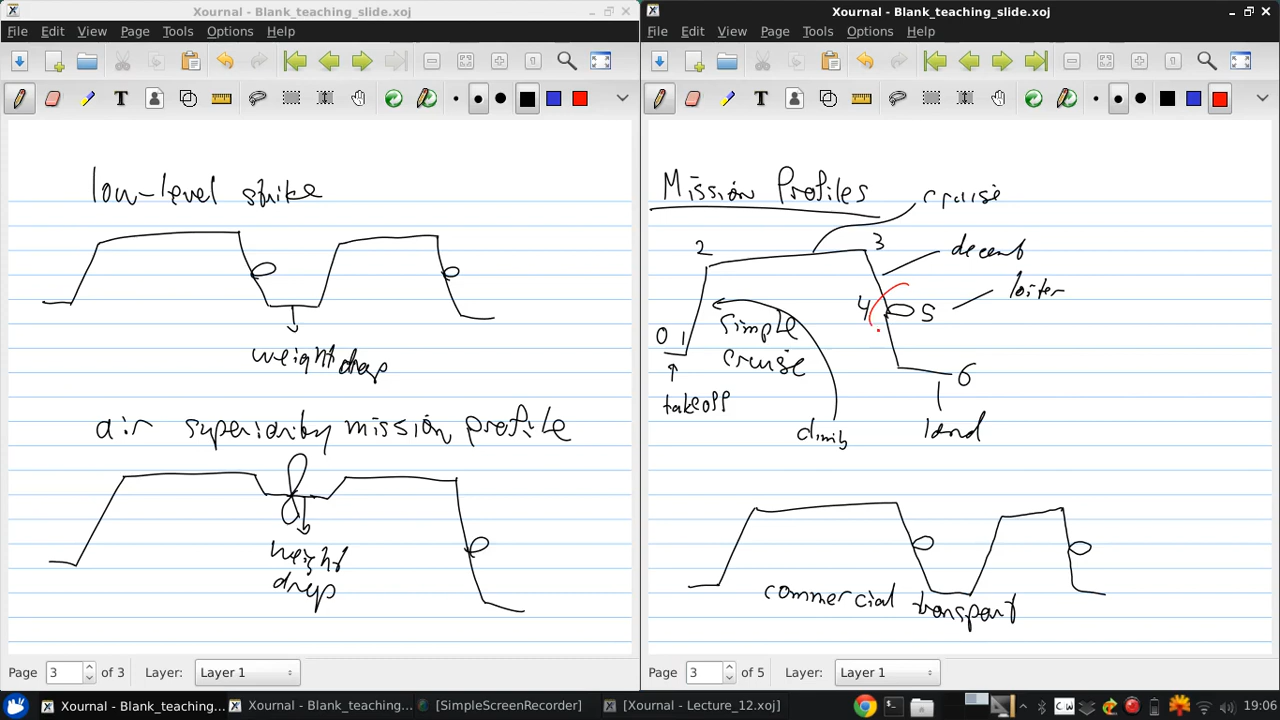 Xournal - Blank_teaching_slide.xoj
File Edit View Page Tools Options Help
low-level strike
weight drop
air superiority mission profile
weight
drop
Page 3 of 3 Layer: Layer 1
Xournal - Blank_teaching_slide.xoj
File Edit View Page Tools Options Help
Mission Profiles
cruise
2
3
decent
loiter
4
5
simple
cruise
0 1
6
takeoff
climb
land
commercial transport
Page 3 of 5 Layer: Layer 1
Xournal - Blank_teaching...
Xournal - Blank_teaching...
[SimpleScreenRecorder]
[Xournal - Lecture_12.xoj]
CW
19:06